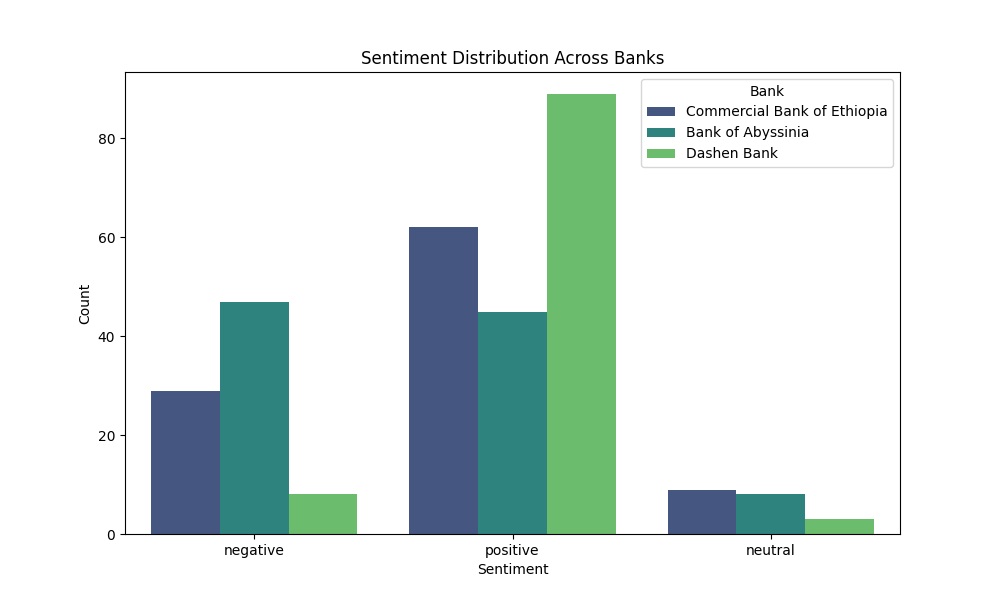 Sentiment Distribution Across Banks
Bank
Commercial Bank of Ethiopia
Bank of Abyssinia
Dashen Bank
Count
80
60
40
20
0
negative
positive
neutral
Sentiment